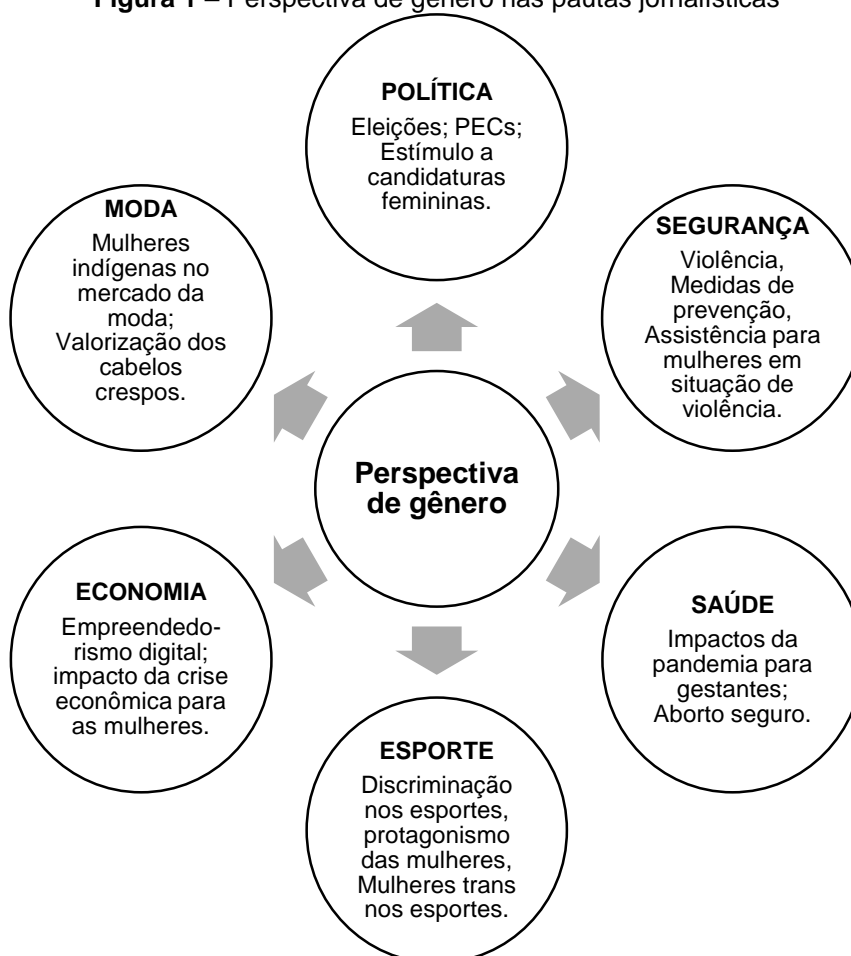 Figura 1 – Perspectiva de gênero nas pautas jornalísticas
POLÍTICA
Eleições; PECs;
Estímulo a
candidaturas
femininas.
MODA
Mulheres
indígenas no
mercado da
moda;
Valorização dos
cabelos
crespos.
SEGURANÇA
Violência,
Medidas de
prevenção,
Assistência para
mulheres em
situação de
violência.
Perspectiva
de gênero
ECONOMIA
Empreendedo-
rismo digital;
impacto da crise
econômica para
as mulheres.
SAÚDE
Impactos da
pandemia para
gestantes;
Aborto seguro.
ESPORTE
Discriminação
nos esportes,
protagonismo
das mulheres,
Mulheres trans
nos esportes.